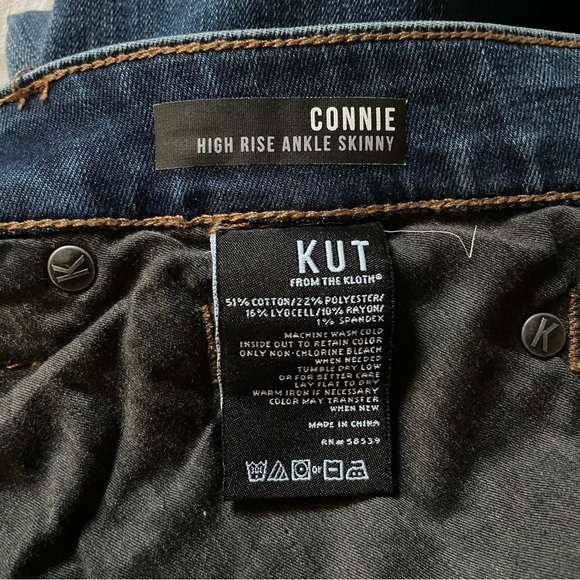 CONNIE
HIGH RISE ANKLE SKINNY
K
KUT
FROM THE KLOTH®
51% COTTON/22% POLYESTER/
16% LYOCELL/10% RAYON/
1% SPANDEX
MACHINE WASH COLD
INSIDE OUT TO RETAIN COLOR
ONLY NON-CHLORINE BLEACH
WHEN NEEDED
TUMBLE DRY LOW
OR FOR BETTER CARE
LAY FLAT TO DRY
WARM IRON IF NECESSARY
COLOR MAY TRANSFER
WHEN NEW
MADE IN CHINA
RN# 58539
or
K